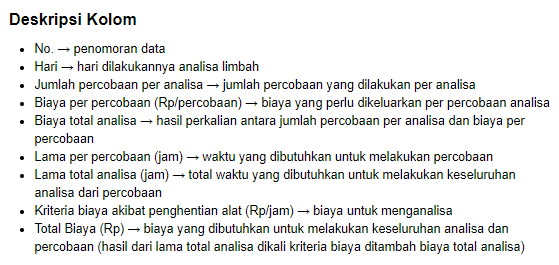 Deskripsi Kolom
• No. → penomoran data
• Hari → hari dilakukannya analisa limbah
• Jumlah percobaan per analisa → jumlah percobaan yang dilakukan per analisa
• Biaya per percobaan (Rp/percobaan) → biaya yang perlu dikeluarkan per percobaan analisa
• Biaya total analisa → hasil perkalian antara jumlah percobaan per analisa dan biaya per
percobaan
• Lama per percobaan (jam) → waktu yang dibutuhkan untuk melakukan percobaan
• Lama total analisa (jam) → total waktu yang dibutuhkan untuk melakukan keseluruhan
analisa dari percobaan
• Kriteria biaya akibat penghentian alat (Rp/jam) → biaya untuk menganalisa
• Total Biaya (Rp) → biaya yang dibutuhkan untuk melakukan keseluruhan analisa dan
percobaan (hasil dari lama total analisa dikali kriteria biaya ditambah biaya total analisa)